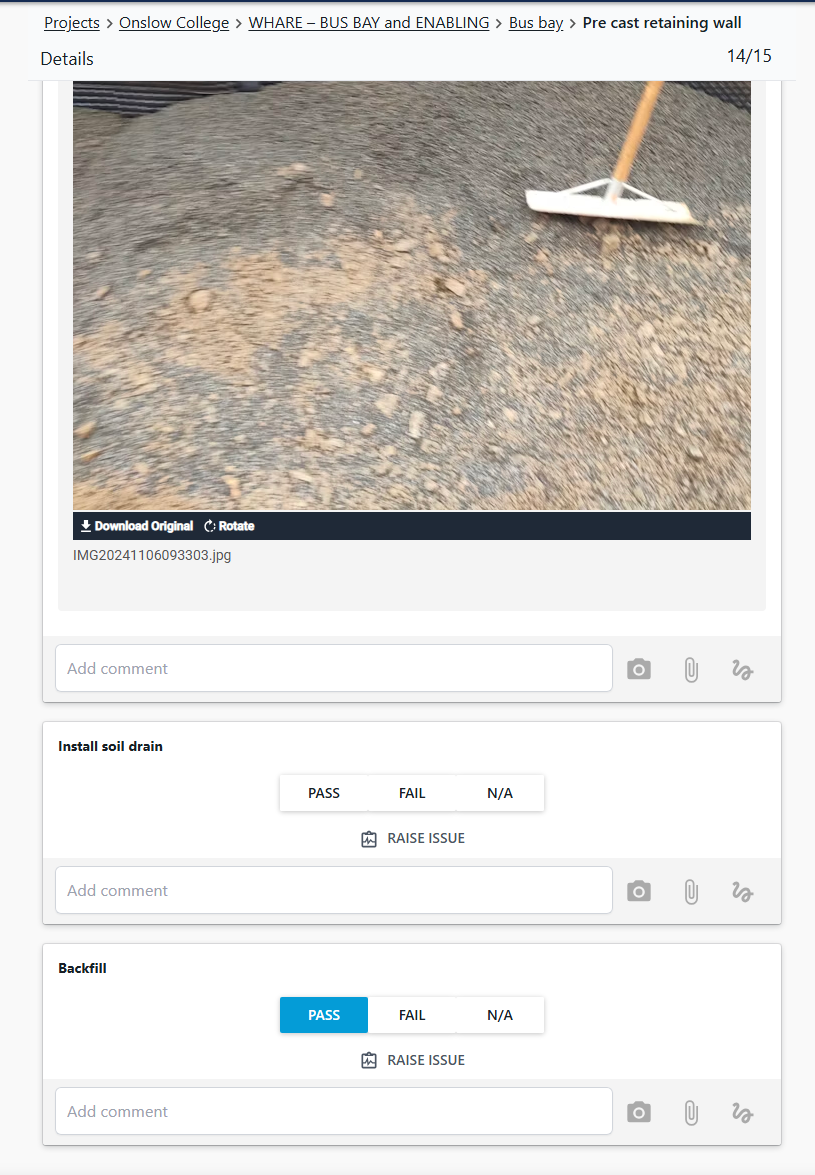 Projects > Onslow College > WHARE – BUS BAY and ENABLING > Bus bay > Pre cast retaining wall
Details
14/15
Download Original Rotate
IMG20241106093303.jpg
Add comment
Install soil drain
PASS FAIL N/A
RAISE ISSUE
Add comment
Backfill
PASS FAIL N/A
RAISE ISSUE
Add comment